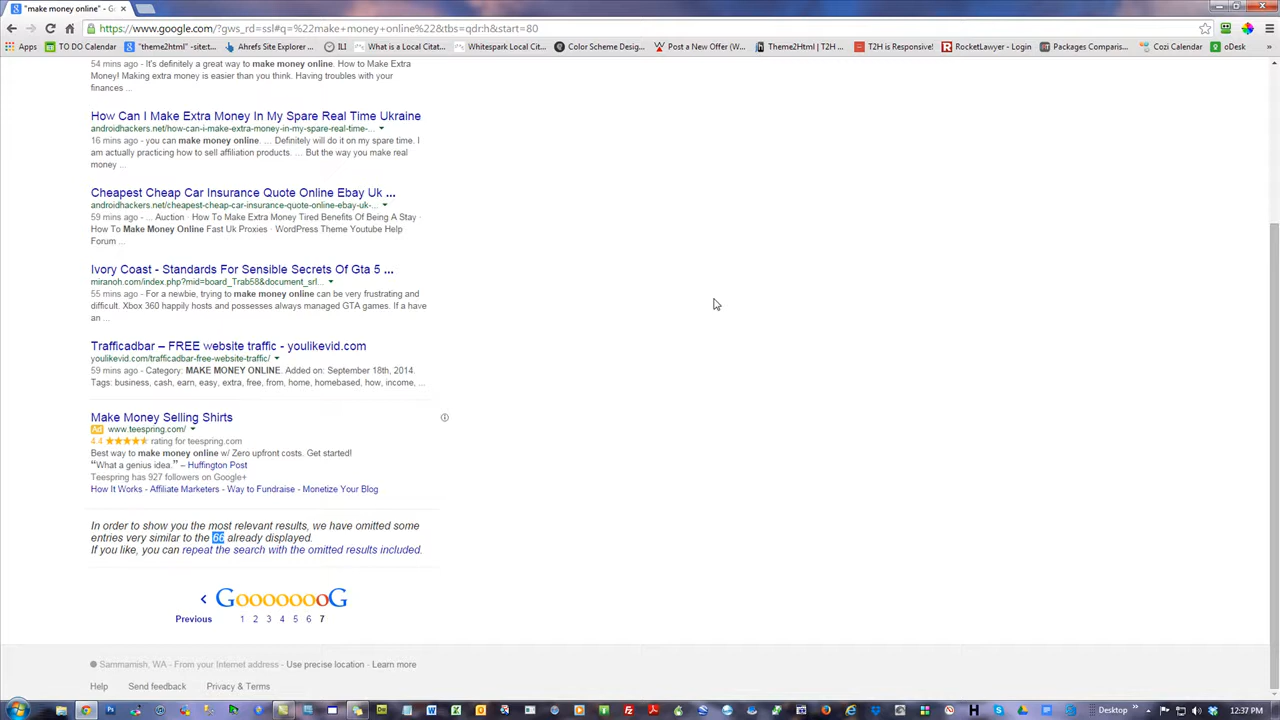 "make money online" - G
https://www.google.com/?gws_rd=ssl#q=%22make+money+online%22&tbs=qdr:h&start=80
Apps TO DO Calendar "theme2html" -sitect... Ahrefs Site Explorer ... ILI What is a Local Citat... Whitespark Local Cit... Color Scheme Desig... Post a New Offer (W... Theme2Html | T2H ... T2H is Responsive! RocketLawyer - Login Packages Comparis... Cozi Calendar oDesk
54 mins ago - It's definitely a great way to make money online. How to Make Extra
Money! Making extra money is easier than you think. Having troubles with your
finances ...
How Can I Make Extra Money In My Spare Real Time Ukraine
androidhackers.net/how-can-i-make-extra-money-in-my-spare-real-time-...
16 mins ago - you can make money online. ... Definitely will do it on my spare time. I
am actually practicing how to sell affiliation products. ... But the way you make real
money ...
Cheapest Cheap Car Insurance Quote Online Ebay Uk ...
androidhackers.net/cheapest-cheap-car-insurance-quote-online-ebay-uk-...
59 mins ago - ... Auction · How To Make Extra Money Tired Benefits Of Being A Stay ·
How To Make Money Online Fast Uk Proxies · WordPress Theme Youtube Help
Forum ...
Ivory Coast - Standards For Sensible Secrets Of Gta 5 ...
miranoh.com/index.php?mid=board_Trab58&document_srl...
55 mins ago - For a newbie, trying to make money online can be very frustrating and
difficult. Xbox 360 happily hosts and possesses always managed GTA games. If a have
an ...
Trafficadbar – FREE website traffic - youlikevid.com
youlikevid.com/trafficadbar-free-website-traffic/
59 mins ago - Category: MAKE MONEY ONLINE. Added on: September 18th, 2014.
Tags: business, cash, earn, easy, extra, free, from, home, homebased, how, income, ...
Make Money Selling Shirts
Ad www.teespring.com/
4.4 rating for teespring.com
Best way to make money online w/ Zero upfront costs. Get started!
"What a genius idea." – Huffington Post
Teespring has 927 followers on Google+
How It Works - Affiliate Marketers - Way to Fundraise - Monetize Your Blog
In order to show you the most relevant results, we have omitted some
entries very similar to the 66 already displayed.
If you like, you can repeat the search with the omitted results included.
GoooooooG
Previous 1 2 3 4 5 6 7
Sammamish, WA - From your Internet address - Use precise location - Learn more
Help Send feedback Privacy & Terms
Desktop 12:37 PM